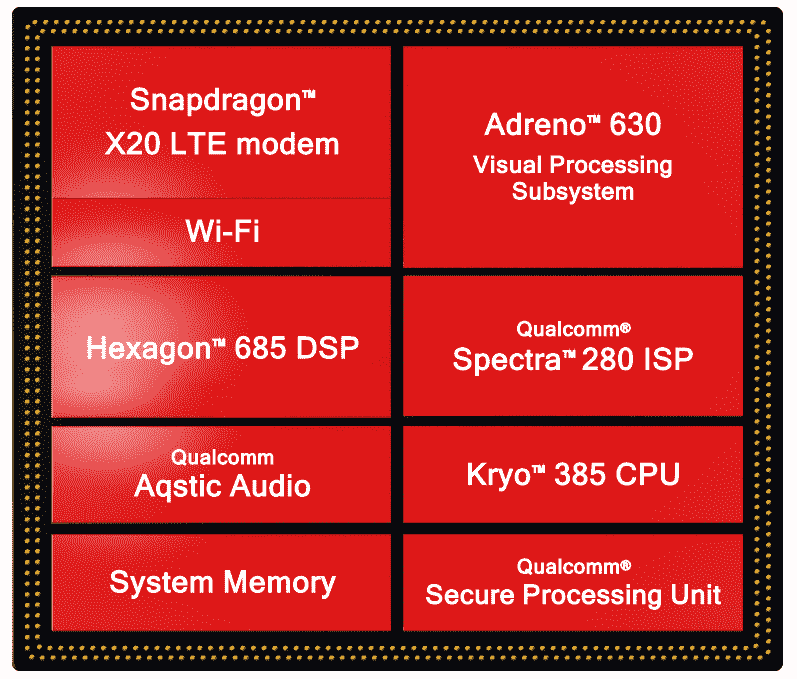 Snapdragon™
X20 LTE modem
Wi-Fi
Adreno™ 630
Visual Processing
Subsystem
Hexagon™ 685 DSP
Qualcomm®
Spectra™ 280 ISP
Qualcomm
Aqstic Audio
Kryo™ 385 CPU
System Memory
Qualcomm®
Secure Processing Unit